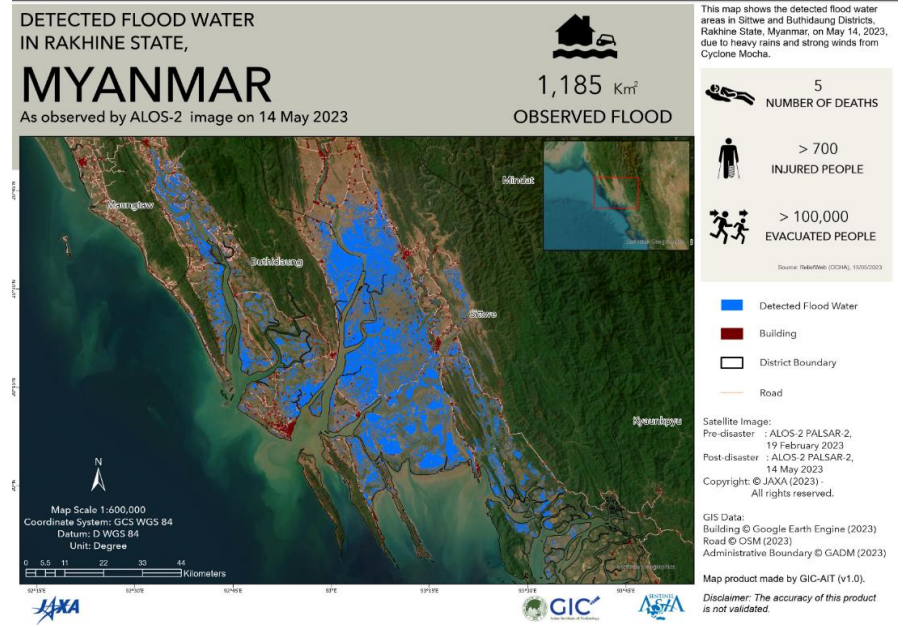 DETECTED FLOOD WATER
IN RAKHINE STATE,
MYANMAR
As observed by ALOS-2 image on 14 May 2023
1,185 Km²
OBSERVED FLOOD
This map shows the detected flood water
areas in Sittwe and Buthidaung Districts,
Rakhine State, Myanmar, on May 14, 2023,
due to heavy rains and strong winds from
Cyclone Mocha.
5
NUMBER OF DEATHS
> 700
INJURED PEOPLE
> 100,000
EVACUATED PEOPLE
Source: ReliefWeb (OCHA), 15/05/2023
Mindat
Maungtaw
Buthidaung
Sittwe
Kyaunkpyu
N
Map Scale 1:600,000
Coordinate System: GCS WGS 84
Datum: D WGS 84
Unit: Degree
0 5.5 11 22 33 44
Kilometers
92°15'E 92°30'E 92°45'E 93°E 93°15'E 93°30'E 93°45'E
Detected Flood Water
Building
District Boundary
Road
Satellite Image:
Pre-disaster : ALOS-2 PALSAR-2,
19 February 2023
Post-disaster : ALOS-2 PALSAR-2,
14 May 2023
Copyright: © JAXA (2023) -
All rights reserved.
GIS Data:
Building © Google Earth Engine (2023)
Road © OSM (2023)
Administrative Boundary © GADM (2023)
Map product made by GIC-AIT (v1.0).
Disclaimer: The accuracy of this product
is not validated.
JAXA
GIC
Asian Institute of Technology
SENTINEL
ASIA